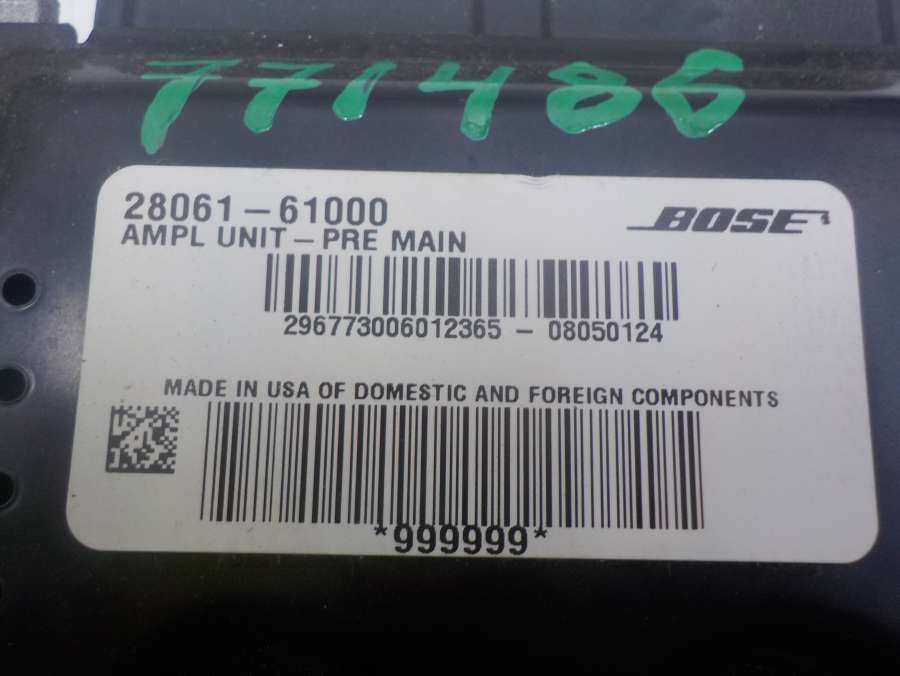 771486
28061-61000
BOSE
AMPL UNIT-PRE MAIN
296773006012365 - 08050124
MADE IN USA OF DOMESTIC AND FOREIGN COMPONENTS
*999999*